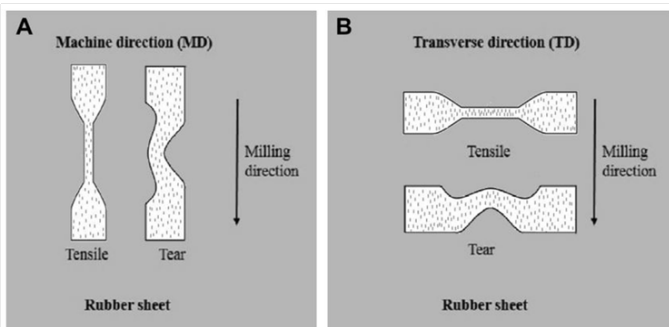 A
Machine direction (MD)
Milling
direction
Tensile
Tear
Rubber sheet
B
Transverse direction (TD)
Tensile
Milling
direction
Tear
Rubber sheet